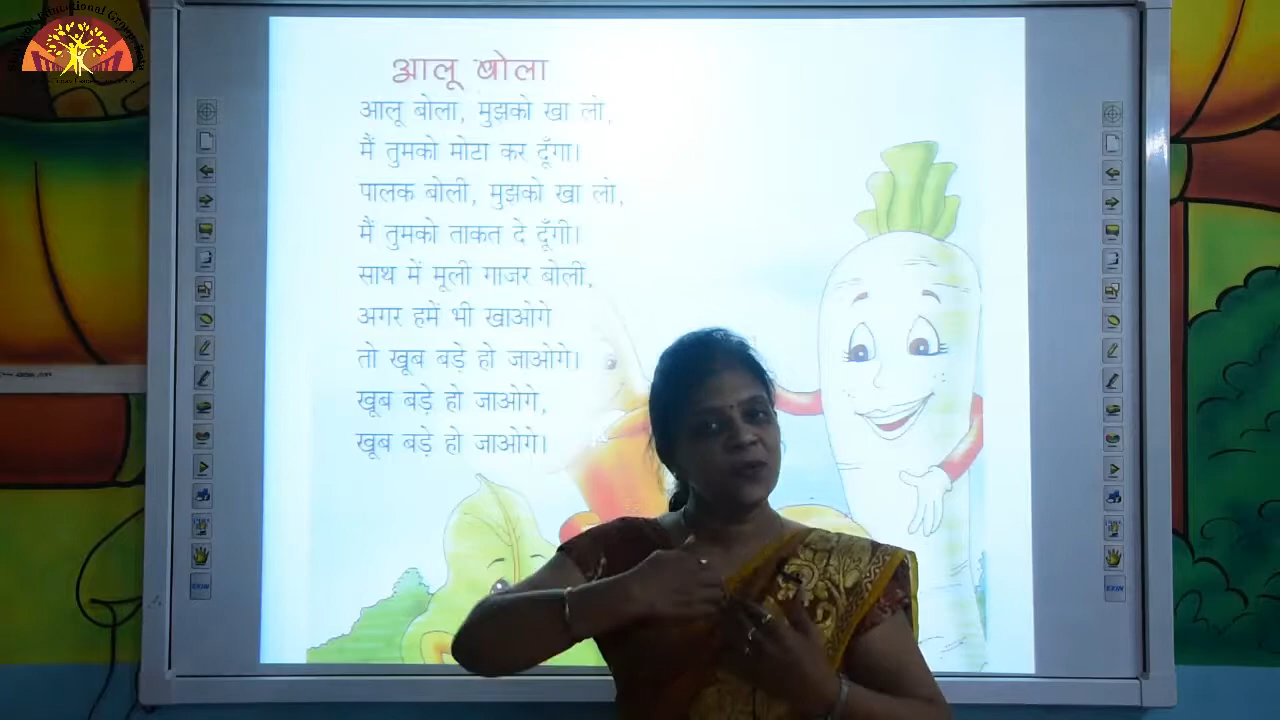 आलू बोला
आलू बोला, मुझको खा लो,
मैं तुमको मोटा कर दूँगा।
पालक बोली, मुझको खा लो,
मैं तुमको ताकत दे दूँगी।
साथ में मूली गाजर बोली,
अगर हमें भी खाओगे
तो खूब बड़े हो जाओगे।
खूब बड़े हो जाओगे,
खूब बड़े हो जाओगे।